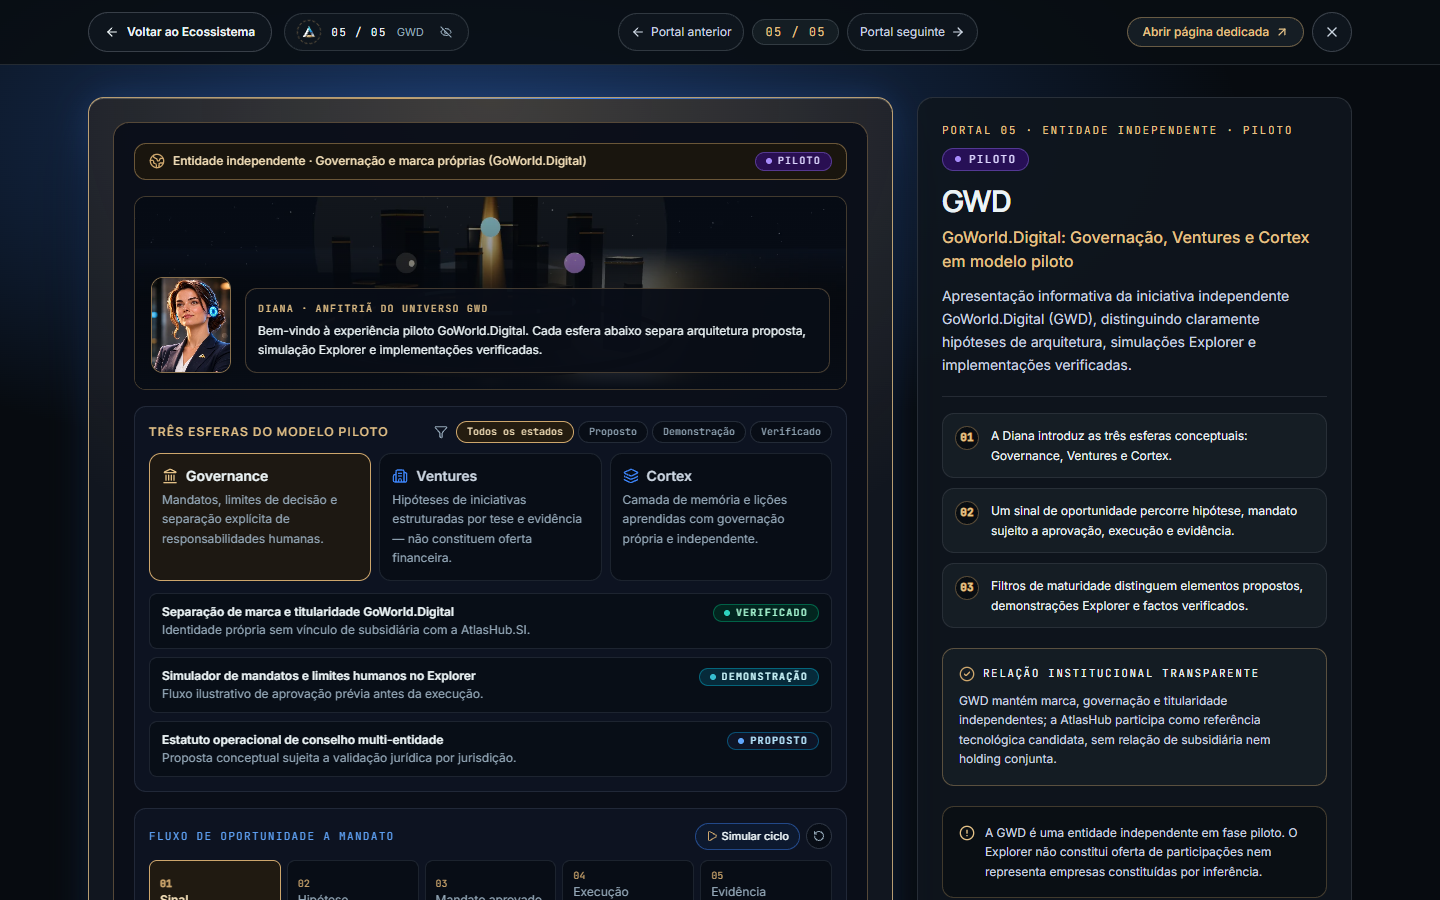 Voltar ao Ecossistema
05 / 05 GWD
Portal anterior
05 / 05
Portal seguinte
Abrir página dedicada
Entidade independente · Governação e marca próprias (GoWorld.Digital)
PILOTO
DIANA · ANFITRIÃ DO UNIVERSO GWD
Bem-vindo à experiência piloto GoWorld.Digital. Cada esfera abaixo separa arquitetura proposta,
simulação Explorer e implementações verificadas.
TRÊS ESFERAS DO MODELO PILOTO
Todos os estados
Proposto
Demonstração
Verificado
Governance
Mandatos, limites de decisão e
separação explícita de
responsabilidades humanas.
Ventures
Hipóteses de iniciativas
estruturadas por tese e evidência
— não constituem oferta
financeira.
Cortex
Camada de memória e lições
aprendidas com governação
própria e independente.
Separação de marca e titularidade GoWorld.Digital
Identidade própria sem vínculo de subsidiária com a AtlasHub.SI.
VERIFICADO
Simulador de mandatos e limites humanos no Explorer
Fluxo ilustrativo de aprovação prévia antes da execução.
DEMONSTRAÇÃO
Estatuto operacional de conselho multi-entidade
Proposta conceptual sujeita a validação jurídica por jurisdição.
PROPOSTO
FLUXO DE OPORTUNIDADE A MANDATO
Simular ciclo
01
Sinal
02
Hipótese
03
Mandato aprovado
04
Execução
05
Evidência
PORTAL 05 · ENTIDADE INDEPENDENTE · PILOTO
PILOTO
GWD
GoWorld.Digital: Governação, Ventures e Cortex
em modelo piloto
Apresentação informativa da iniciativa independente
GoWorld.Digital (GWD), distinguindo claramente
hipóteses de arquitetura, simulações Explorer e
implementações verificadas.
01
A Diana introduz as três esferas conceptuais:
Governance, Ventures e Cortex.
02
Um sinal de oportunidade percorre hipótese, mandato
sujeito a aprovação, execução e evidência.
03
Filtros de maturidade distinguem elementos propostos,
demonstrações Explorer e factos verificados.
RELAÇÃO INSTITUCIONAL TRANSPARENTE
GWD mantém marca, governação e titularidade
independentes; a AtlasHub participa como referência
tecnológica candidata, sem relação de subsidiária nem
holding conjunta.
A GWD é uma entidade independente em fase piloto. O
Explorer não constitui oferta de participações nem
representa empresas constituídas por inferência.